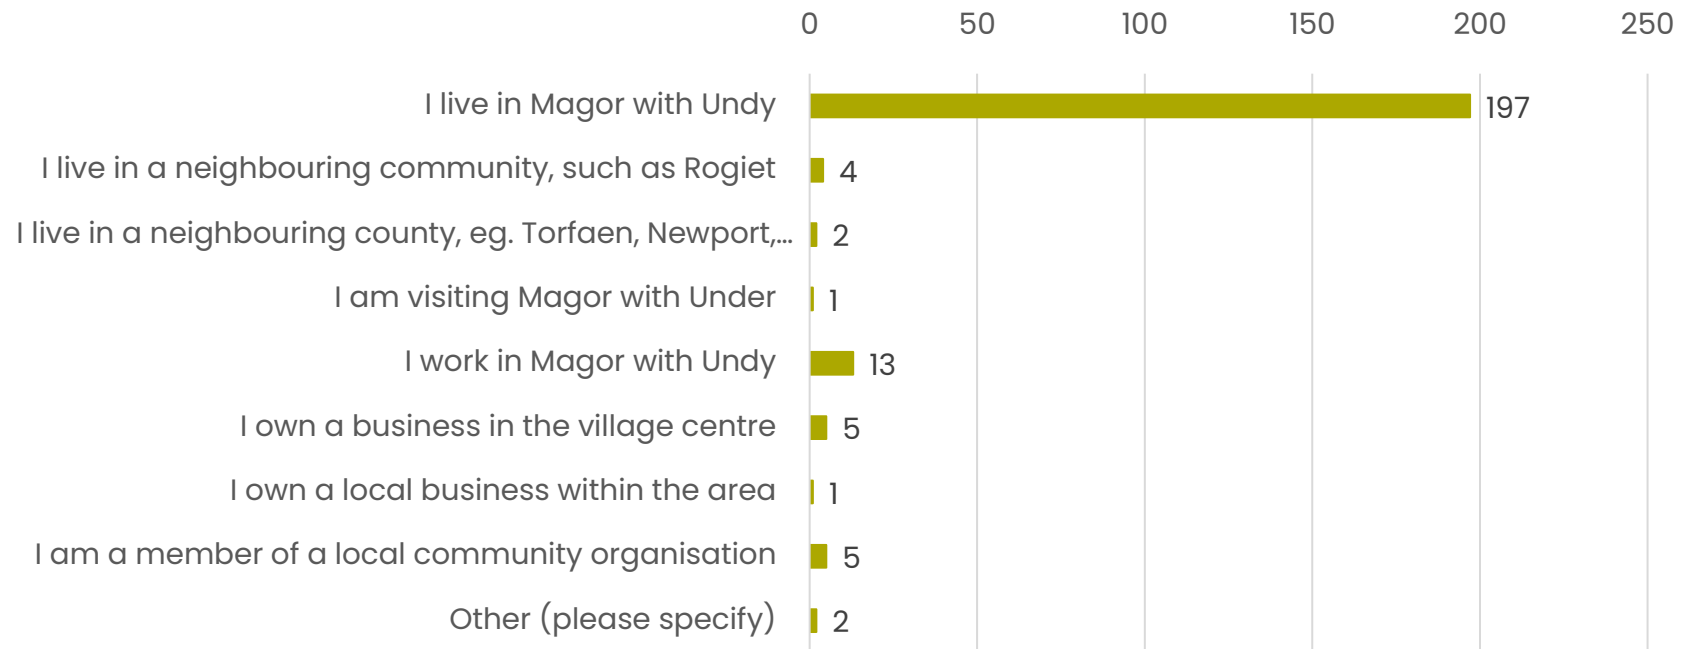 0 50 100 150 200 250
I live in Magor with Undy 197
I live in a neighbouring community, such as Rogiet 4
I live in a neighbouring county, eg. Torfaen, Newport,... 2
I am visiting Magor with Under 1
I work in Magor with Undy 13
I own a business in the village centre 5
I own a local business within the area 1
I am a member of a local community organisation 5
Other (please specify) 2